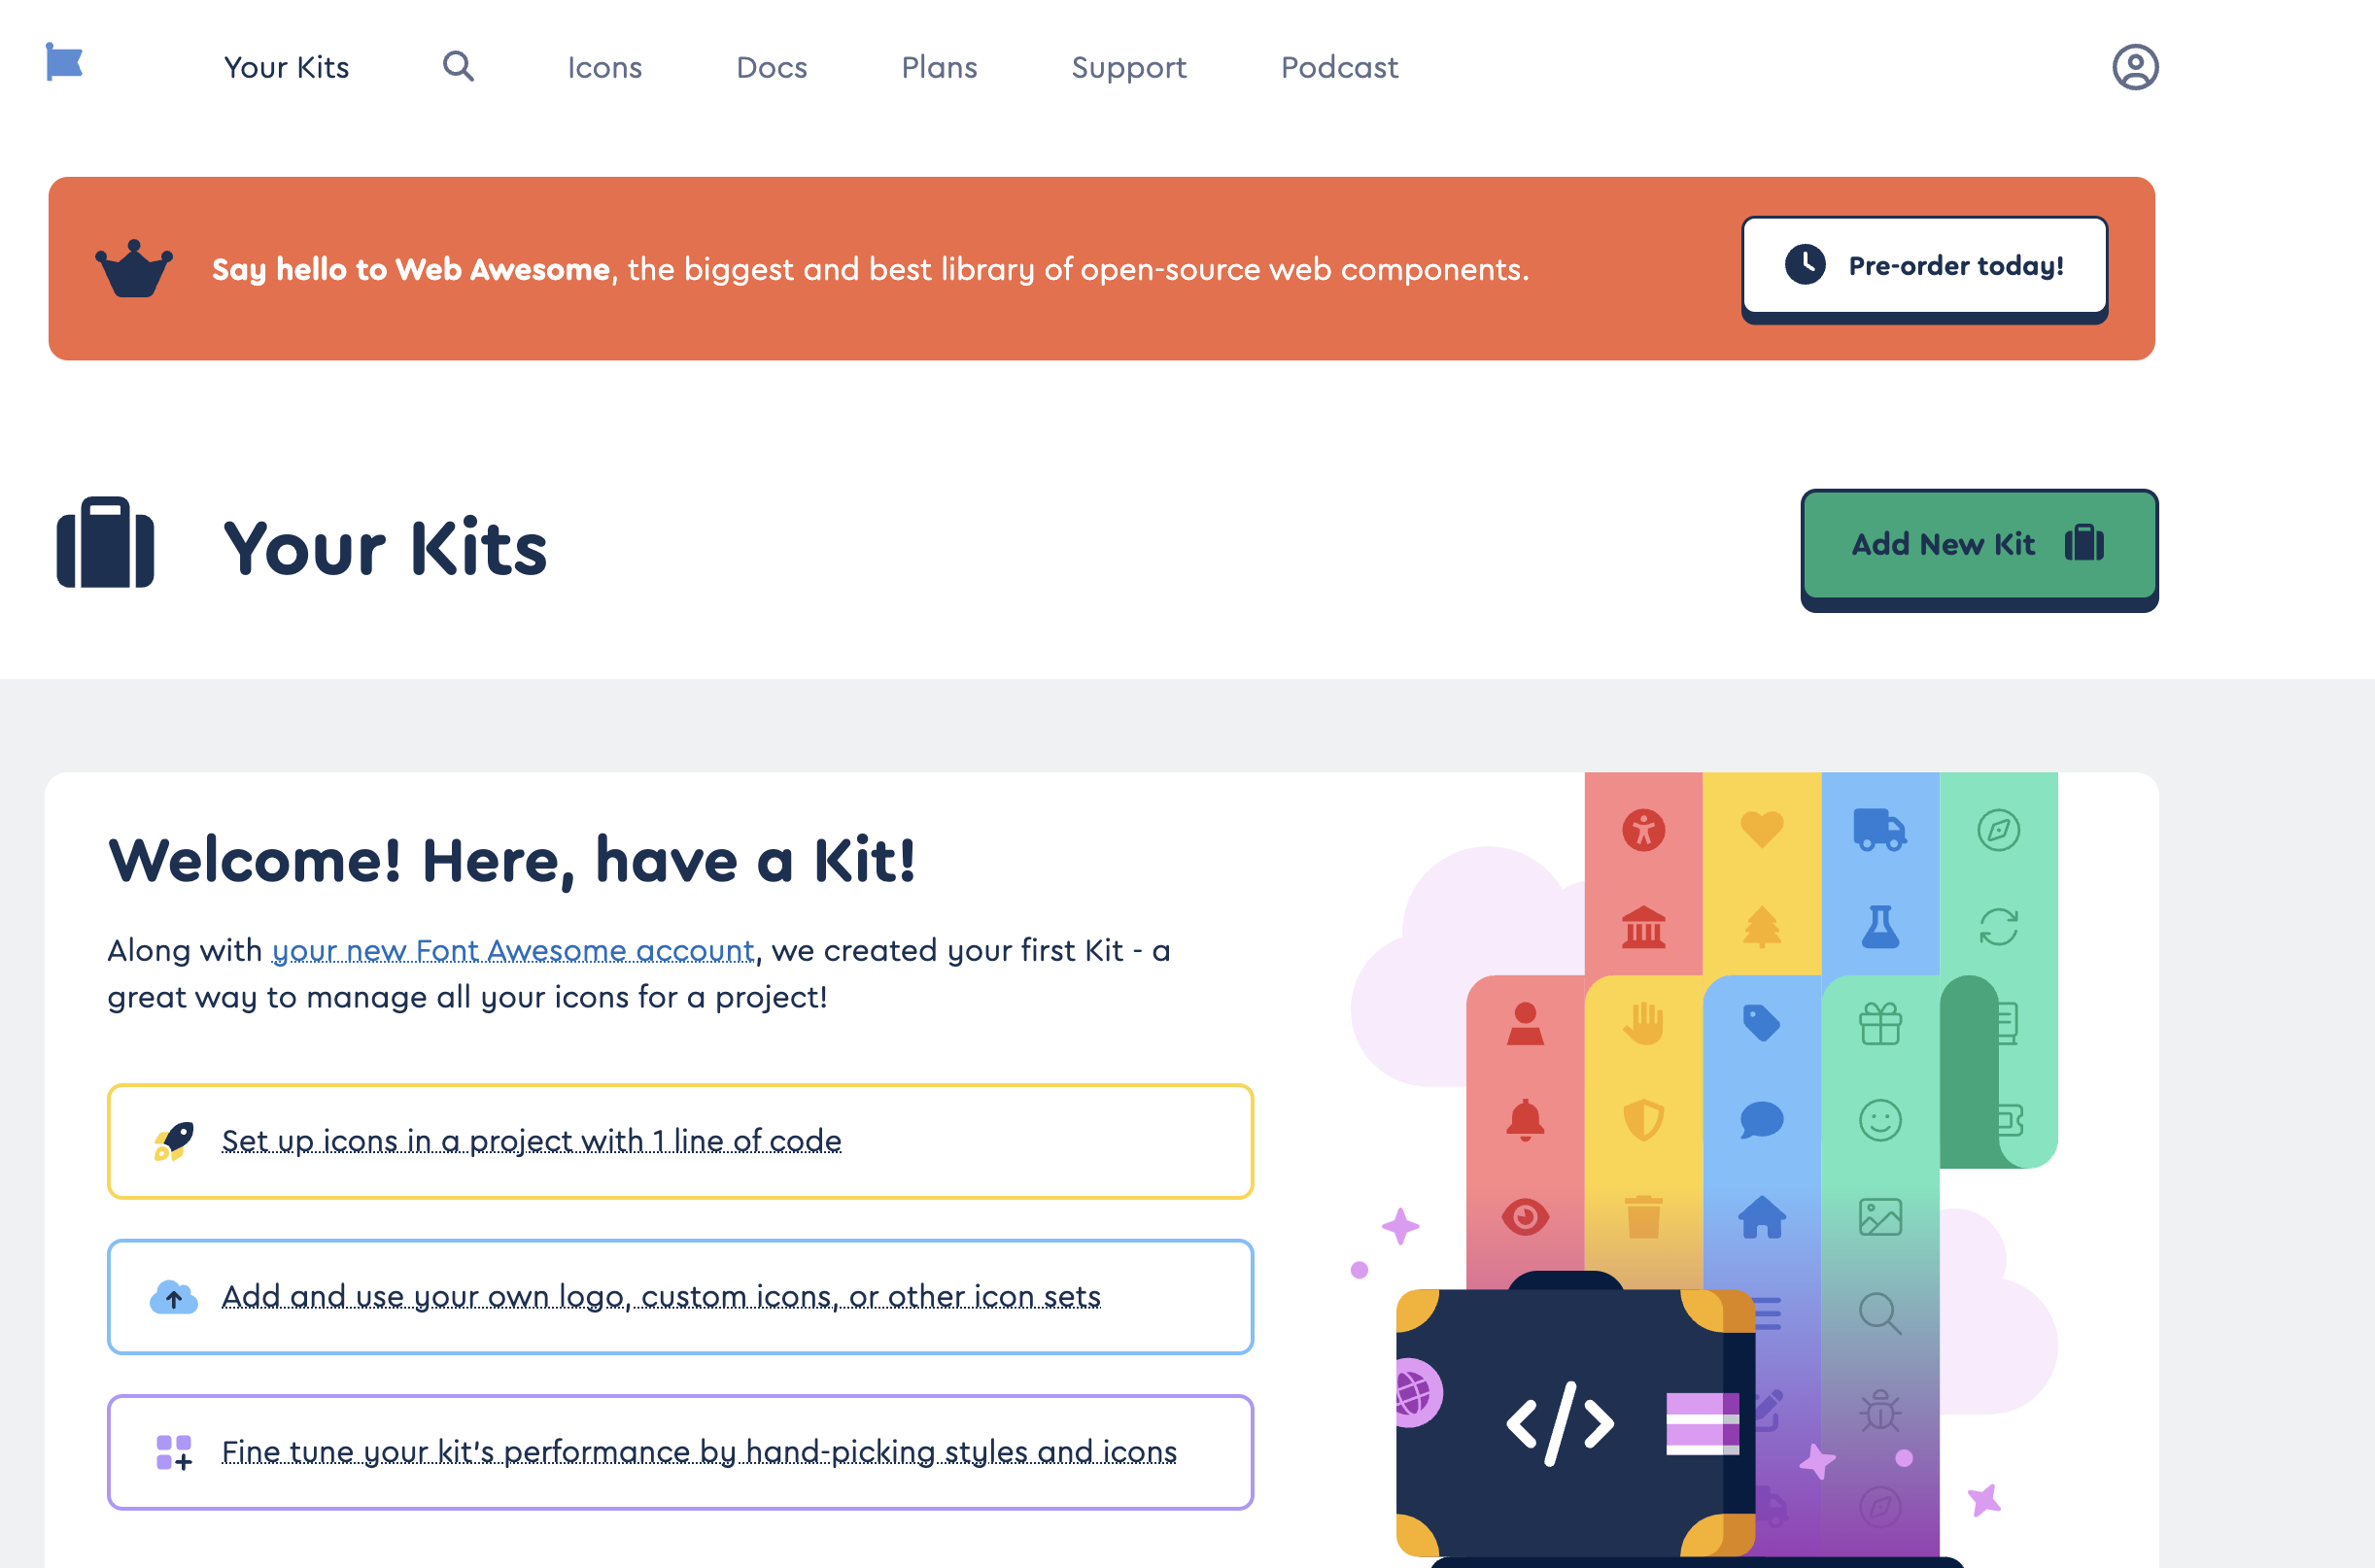 Your Kits
Icons
Docs
Plans
Support
Podcast
Say hello to Web Awesome, the biggest and best library of open-source web components.
Pre-order today!
Your Kits
Add New Kit
Welcome! Here, have a Kit!
Along with your new Font Awesome account, we created your first Kit - a
great way to manage all your icons for a project!
Set up icons in a project with 1 line of code
Add and use your own logo, custom icons, or other icon sets
Fine tune your kit's performance by hand-picking styles and icons